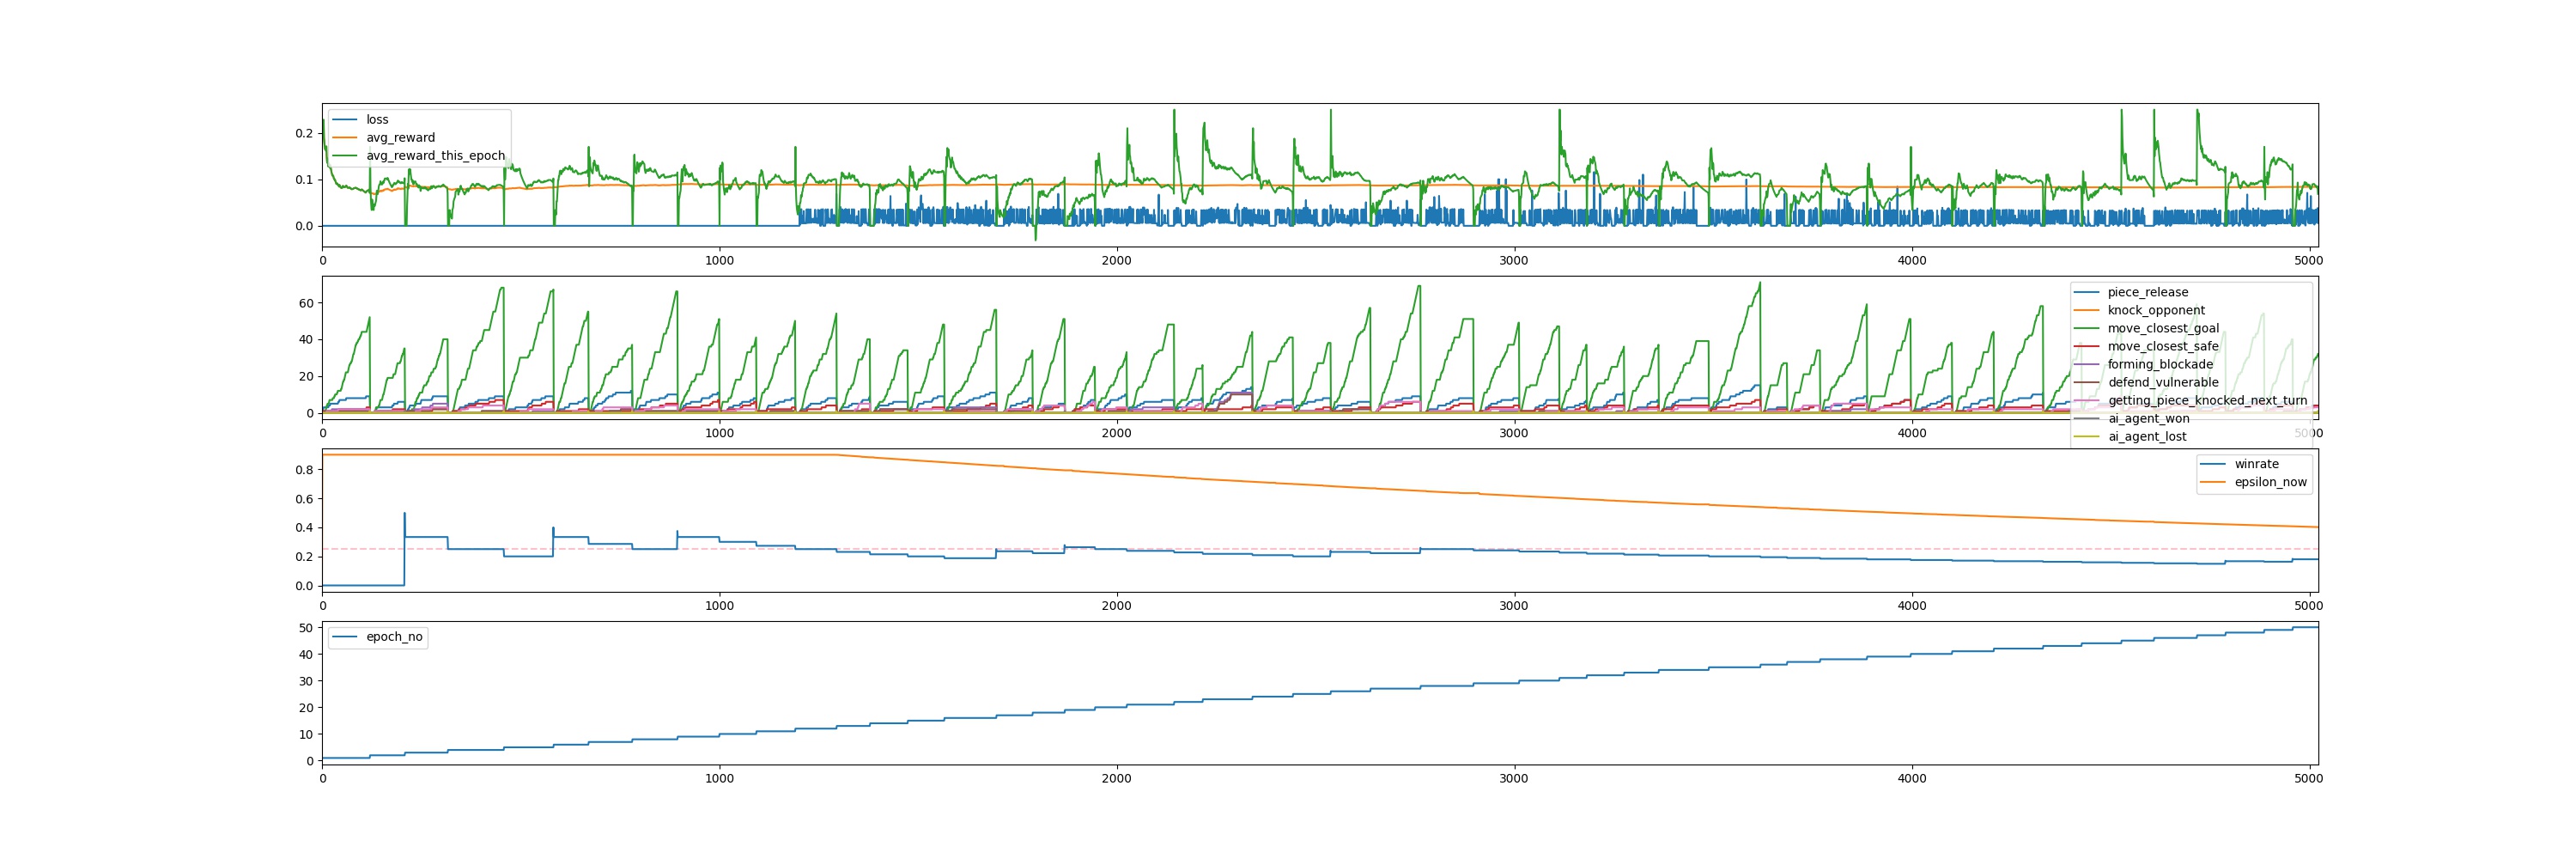 loss
avg_reward
avg_reward_this_epoch
0.2
0.1
0.0
0 1000 2000 3000 4000 5000
piece_release
knock_opponent
move_closest_goal
move_closest_safe
forming_blockade
defend_vulnerable
getting_piece_knocked_next_turn
ai_agent_won
ai_agent_lost
60
40
20
0
0 1000 2000 3000 4000 5000
winrate
epsilon_now
0.8
0.6
0.4
0.2
0.0
0 1000 2000 3000 4000 5000
epoch_no
50
40
30
20
10
0
0 1000 2000 3000 4000 5000